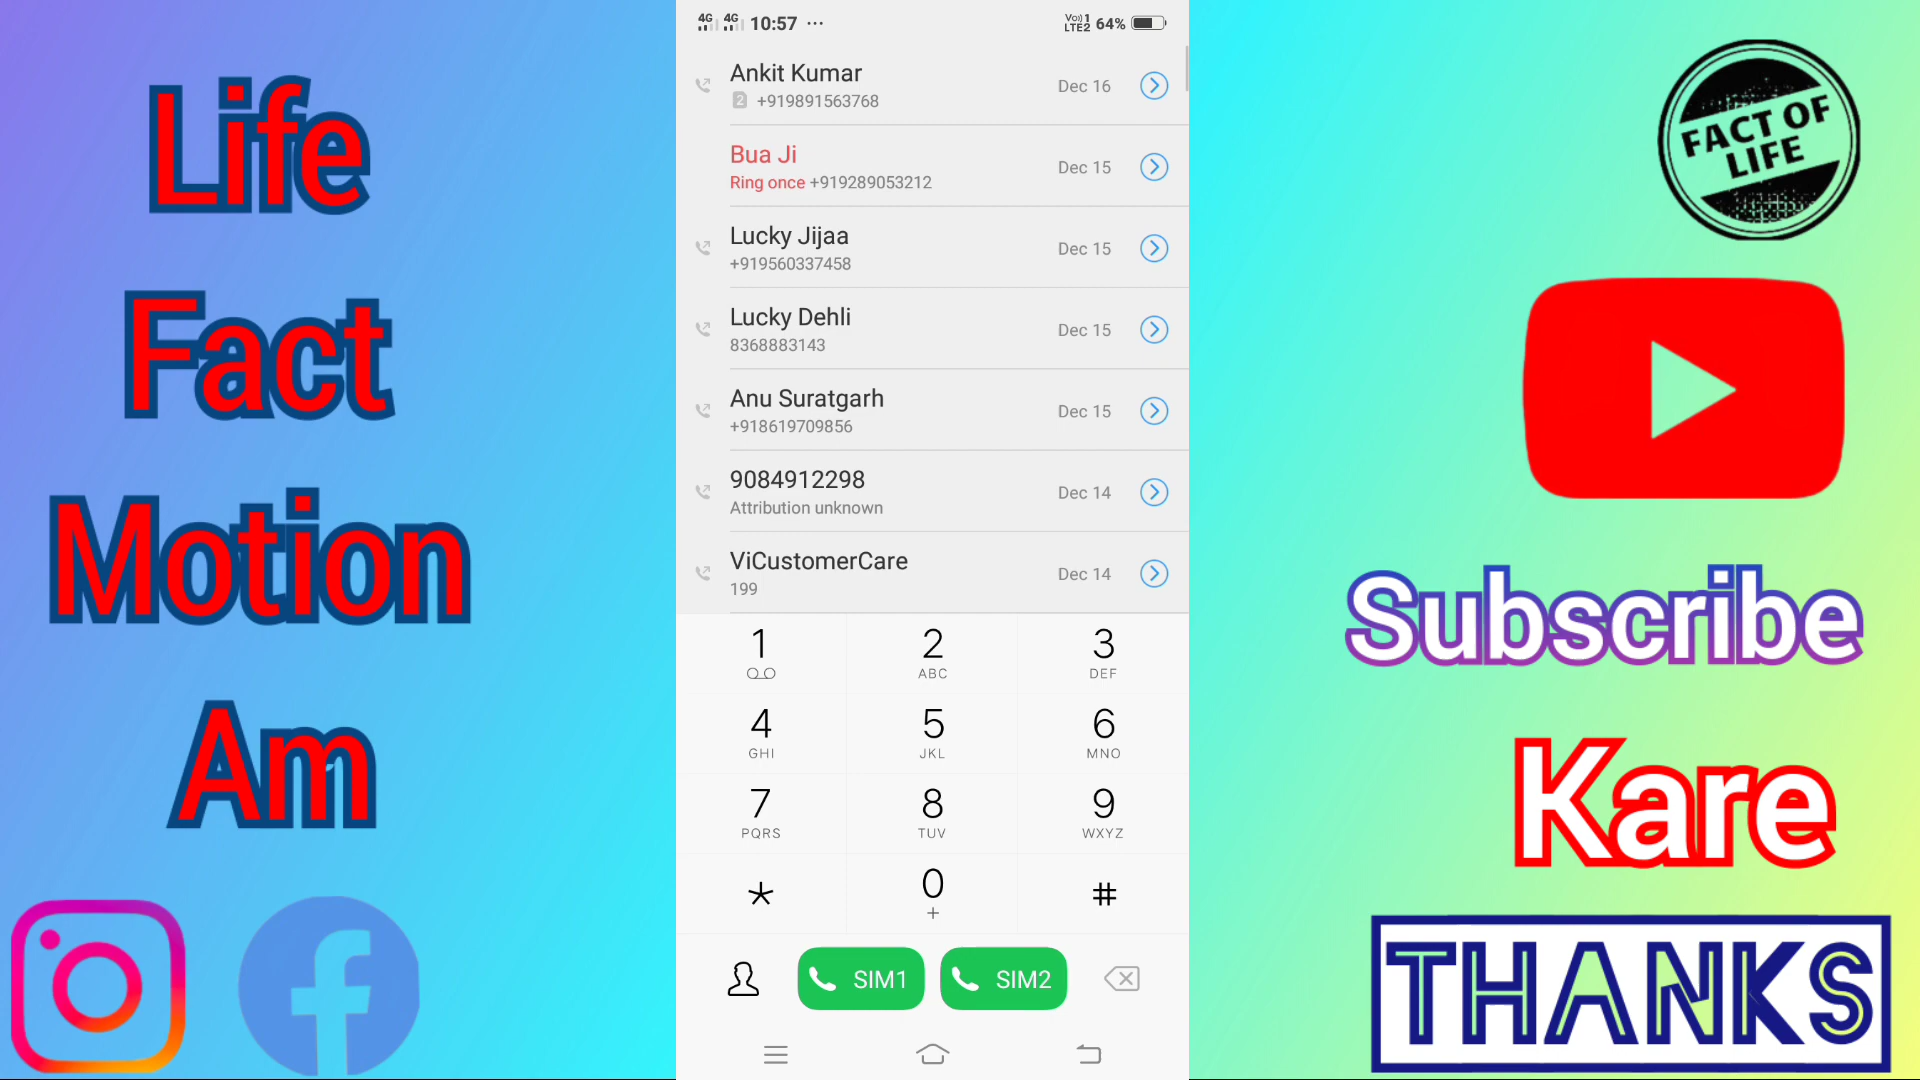 Life
Fact
Motion
Am
4G 4G 10:57 ... Vo)) 1 LTE2 64%
Ankit Kumar
2 +919891563768
Dec 16
Bua Ji
Ring once +919289053212
Dec 15
Lucky Jijaa
+919560337458
Dec 15
Lucky Dehli
8368883143
Dec 15
Anu Suratgarh
+918619709856
Dec 15
9084912298
Attribution unknown
Dec 14
ViCustomerCare
199
Dec 14
1 2 3
ABC DEF
4 5 6
GHI JKL MNO
7 8 9
PQRS TUV WXYZ
* 0 #
+
SIM1 SIM2
FACT OF
LIFE
Subscribe
Kare
THANKS